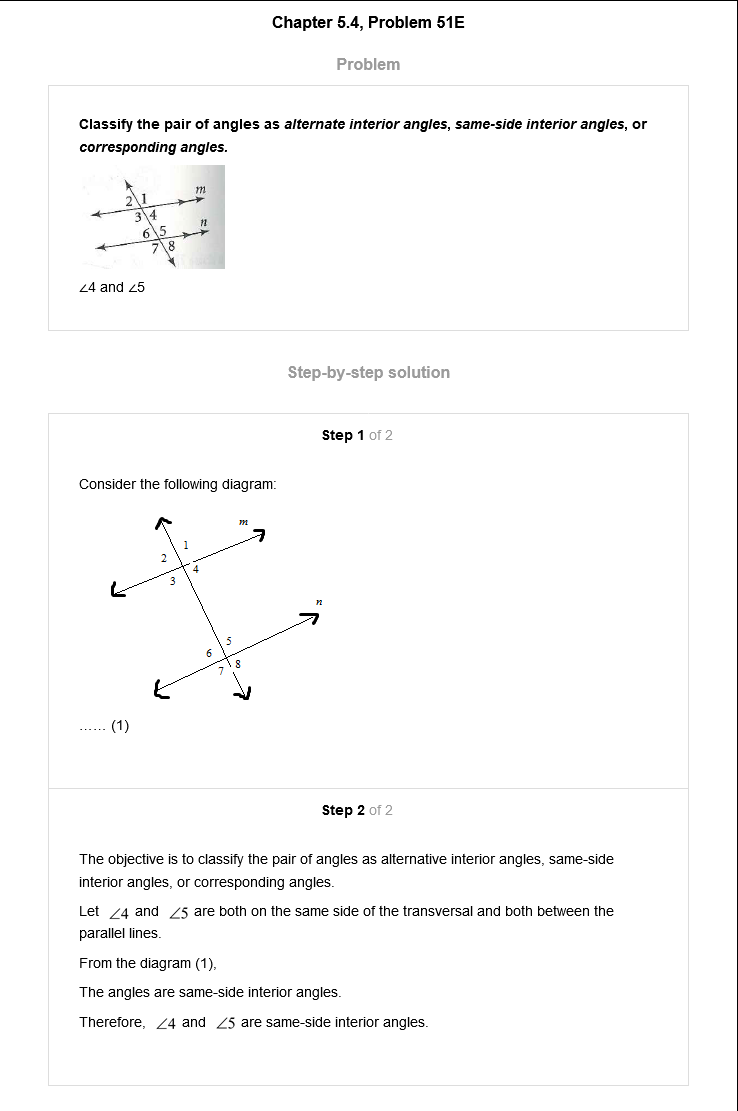 Chapter 5.4, Problem 51E
Problem
Classify the pair of angles as alternate interior angles, same-side interior angles, or
corresponding angles.
m
2 1
3 4
n
6 5
7 8
∠4 and ∠5
Step-by-step solution
Step 1 of 2
Consider the following diagram:
m
1
2
4
3
n
5
6
8
7
...... (1)
Step 2 of 2
The objective is to classify the pair of angles as alternative interior angles, same-side
interior angles, or corresponding angles.
Let ∠4 and ∠5 are both on the same side of the transversal and both between the
parallel lines.
From the diagram (1),
The angles are same-side interior angles.
Therefore, ∠4 and ∠5 are same-side interior angles.